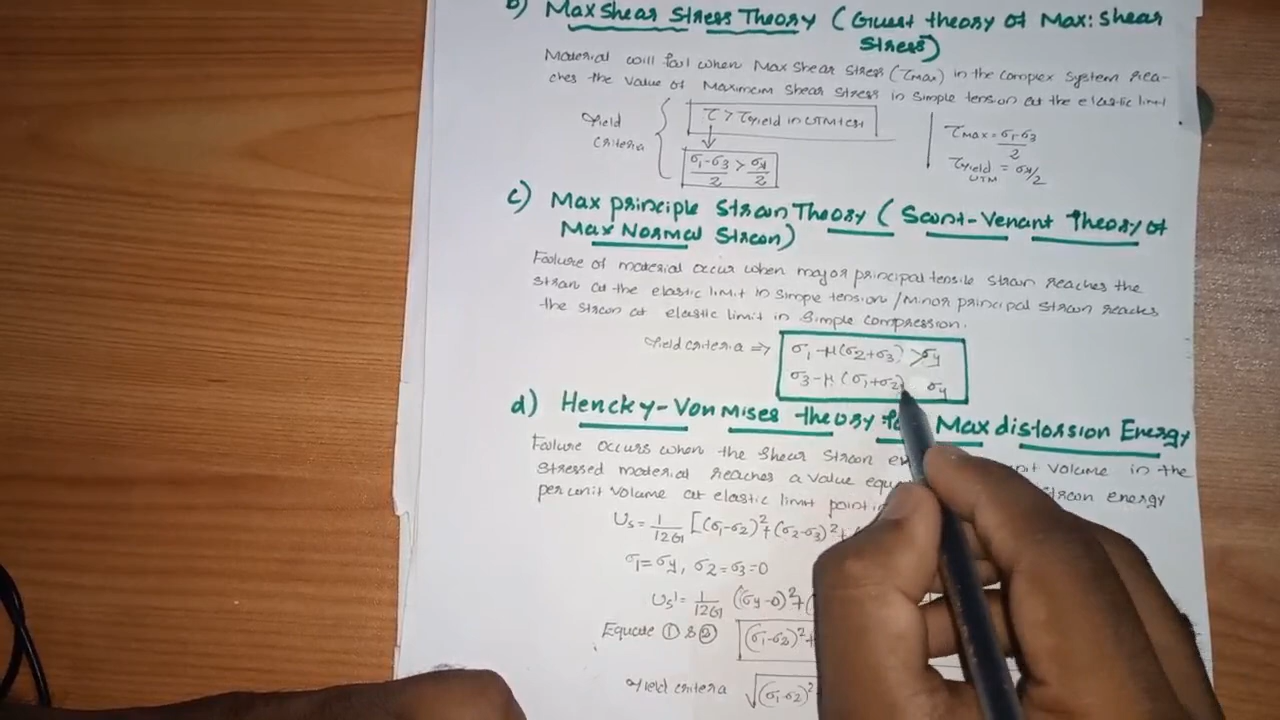 b) Max Shear Stress Theory (Guest theory of Max: Shear
Stress)
Material will fail when Max shear stress (τmax) in the complex system rea-
ches the value of Maximum shear stress in simple tension at the elastic limit
Yield
criteria
τ > τyield in UTM test
σ1-σ3/2 > σy/2
τmax = σ1-σ3/2
τyield UTM = σy/2
c) Max principle Strain Theory (Saint-Venant Theory of
Max Normal Strain)
Failure of material occur when major principal tensile strain reaches the
strain at the elastic limit in simple tension/minor principal strain reaches
the strain at elastic limit in simple compression.
Yield criteria ⇒
σ1-μ(σ2+σ3) > σy
σ3-μ(σ1+σ2) σy
d) Hencky-Von Mises theory Max distorsion Energy
Failure occurs when the shear strain volume in the
stressed material reaches a value strain energy
per unit volume at elastic limit point
Us = 1/12G [(σ1-σ2)²+(σ2-σ3)²+
σ1=σy, σ2=σ3=0
Us' = 1/12G (σy-0)²+
Equate ① & ② (σ1-σ2)²+
Yield criteria √(σ1-σ2)²